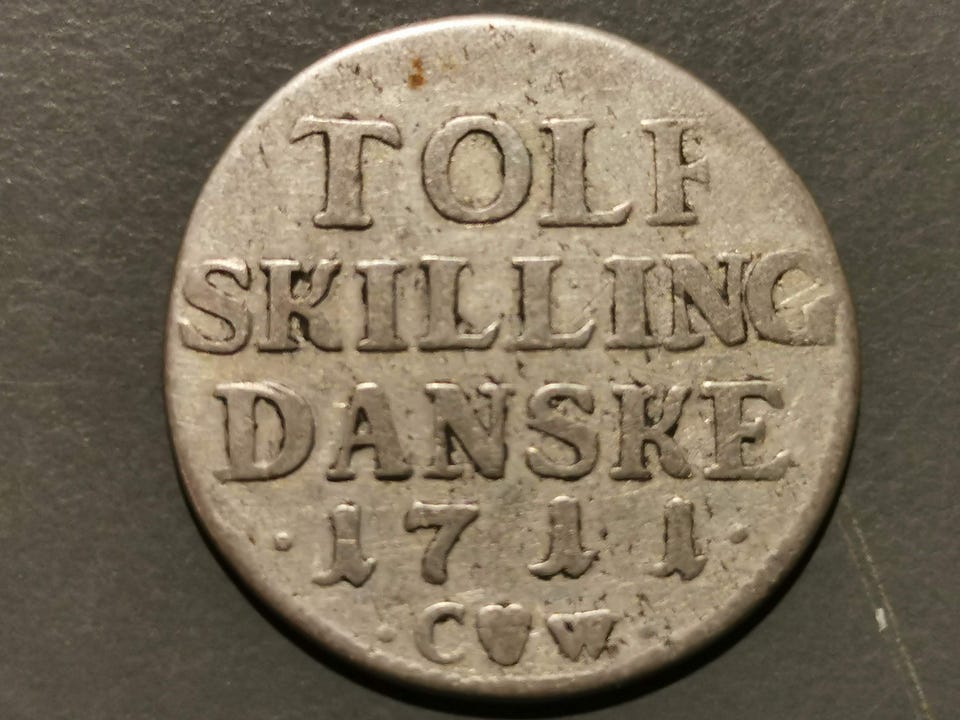 TOLF
SKILLING
DANSKE
· 1711 ·
· C ♥ W ·